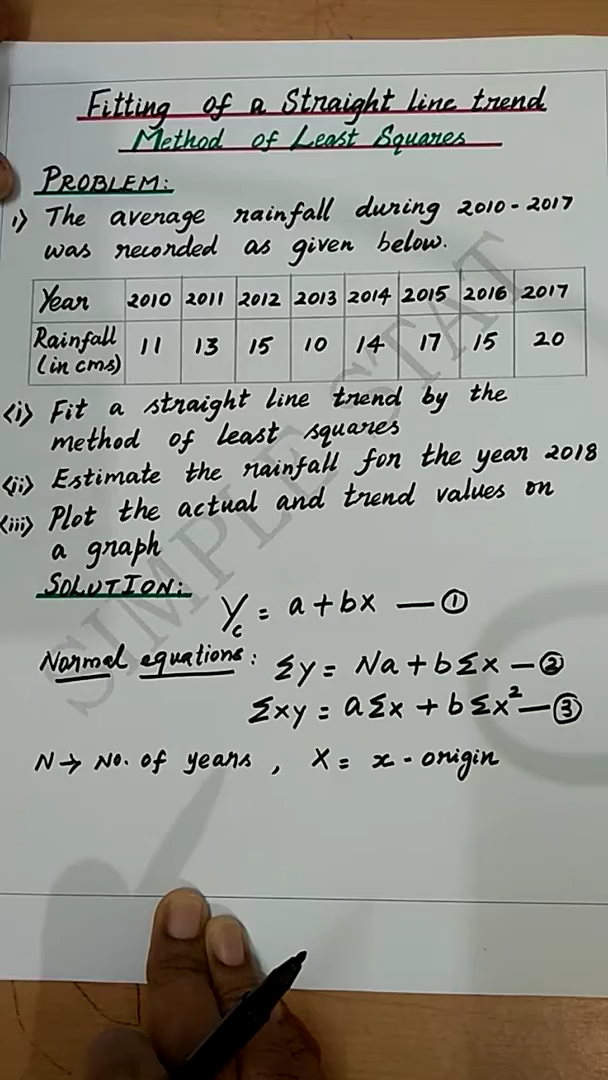 Fitting of a Straight line trend
Method of Least Squares
PROBLEM:
1) The average rainfall during 2010-2017
was recorded as given below.
Year 2010 2011 2012 2013 2014 2015 2016 2017
Rainfall (in cms) 11 13 15 10 14 17 15 20
(i) Fit a straight line trend by the
method of least squares
(ii) Estimate the rainfall for the year 2018
(iii) Plot the actual and trend values on
a graph
SOLUTION:
Yc = a+bx — ①
Normal equations: Σy = Na + bΣx — ②
Σxy = aΣx + bΣx² — ③
N → No. of years, X = x - origin
SIMPLE STAT